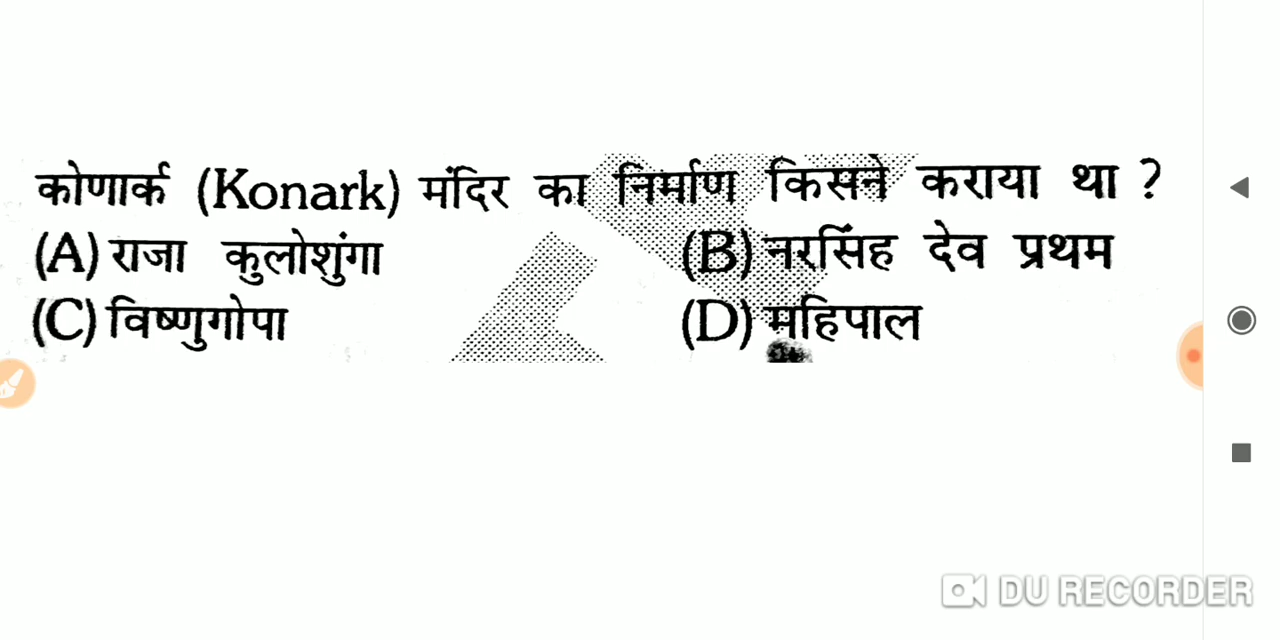 कोणार्क (Konark) मंदिर का निर्माण किसने कराया था ?
(A) राजा कुलोशुंगा (B) नरसिंह देव प्रथम
(C) विष्णुगोपा (D) महिपाल
DU RECORDER